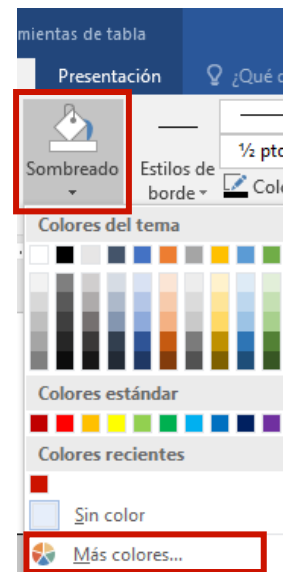 mientas de tabla
Presentación ¿Qué
Sombreado
Estilos de
borde
½ pto
Colores del tema
Colores estándar
Colores recientes
Sin color
Más colores...